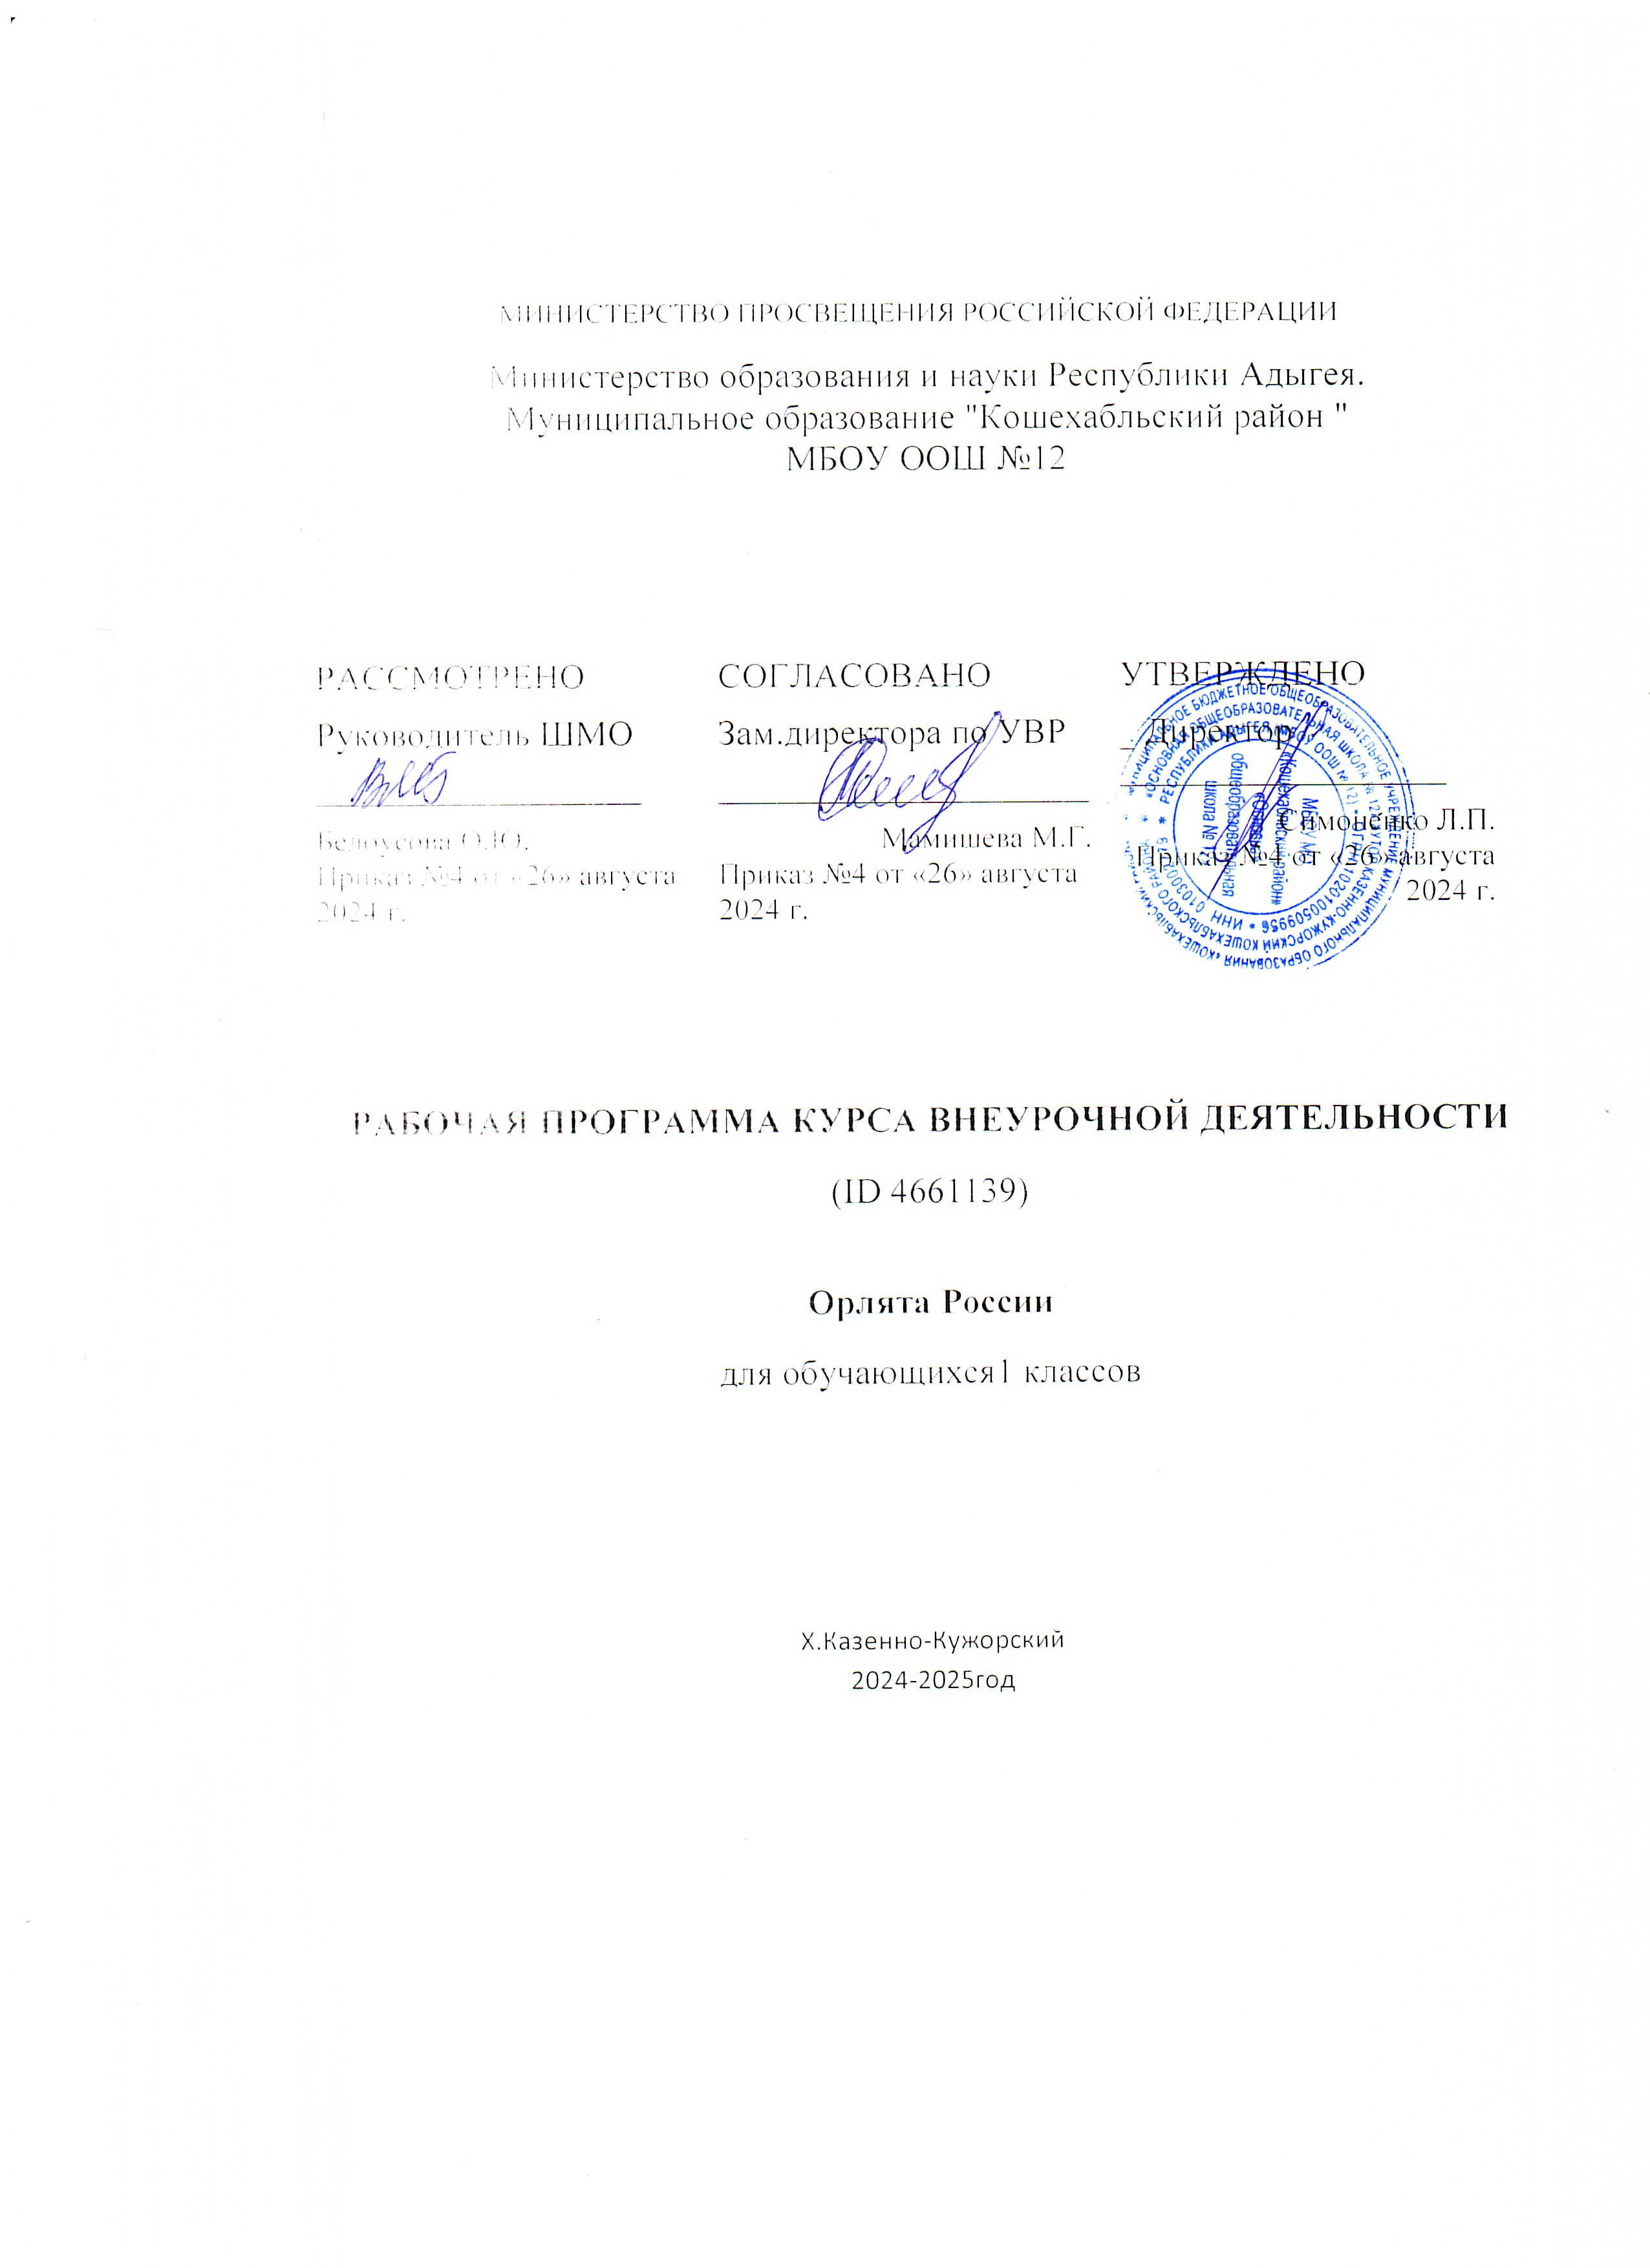 МИНИСТЕРСТВО ПРОСВЕЩЕНИЯ РОССИЙСКОЙ ФЕДЕРАЦИИ
Министерство образования и науки Республики Адыгея.
Муниципальное образование "Кошехабльский район "
МБОУ ООШ №12
РАССМОТРЕНО
Руководитель ШМО
Белоусова О.Ю.
Приказ №4 от «26» августа
2024 г.
СОГЛАСОВАНО
Зам.директора по УВР
Мамишева М.Г.
Приказ №4 от «26» августа
2024 г.
УТВЕРЖДЕНО
_ Директор
Симоненко Л.П.
Приказ №4 от «26» августа
2024 г.
РАБОЧАЯ ПРОГРАММА КУРСА ВНЕУРОЧНОЙ ДЕЯТЕЛЬНОСТИ
(ID 4661139)
Орлята России
для обучающихся1 классов
Х.Казенно-Кужорский
2024-2025год